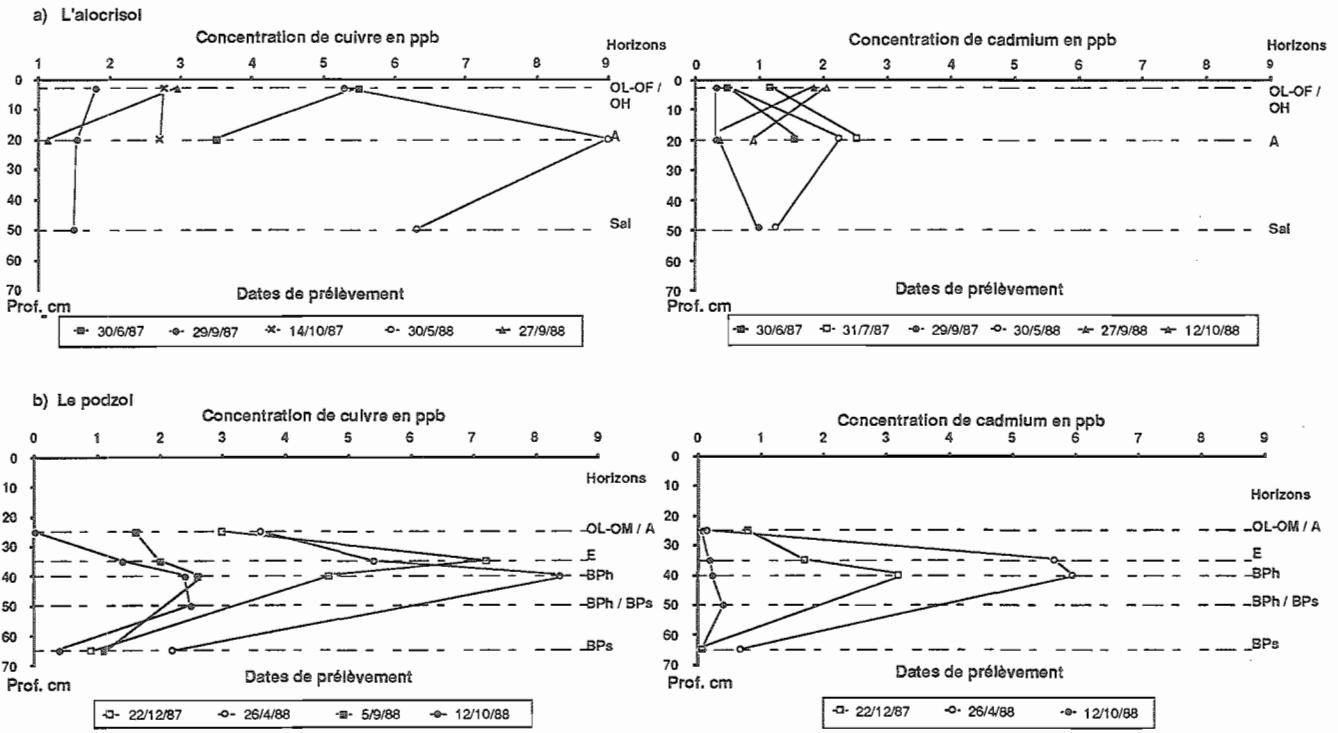 a) L'alocrisol
Concentration de cuivre en ppb
Horizons
1 2 3 4 5 6 7 8 9
0
10
20
30
40
50
60
70
OL-OF /
OH
A
Sal
Prof. cm
Dates de prélèvement
30/6/87 29/9/87 14/10/87 30/5/88 27/9/88
Concentration de cadmium en ppb
Horizons
0 1 2 3 4 5 6 7 8 9
0
10
20
30
40
50
60
70
OL-OF /
OH
A
Sal
Prof. cm
Dates de prélèvement
30/6/87 31/7/87 29/9/87 30/5/88 27/9/88 12/10/88
b) Le podzol
Concentration de cuivre en ppb
0 1 2 3 4 5 6 7 8 9
0
10
20
30
40
50
60
70
Horizons
OL-OM / A
E
BPh
BPh / BPs
BPs
Prof. cm
Dates de prélèvement
22/12/87 26/4/88 5/9/88 12/10/88
Concentration de cadmium en ppb
0 1 2 3 4 5 6 7 8 9
0
10
20
30
40
50
60
70
Horizons
OL-OM / A
E
BPh
BPh / BPs
BPs
Prof. cm
Dates de prélèvement
22/12/87 26/4/88 12/10/88